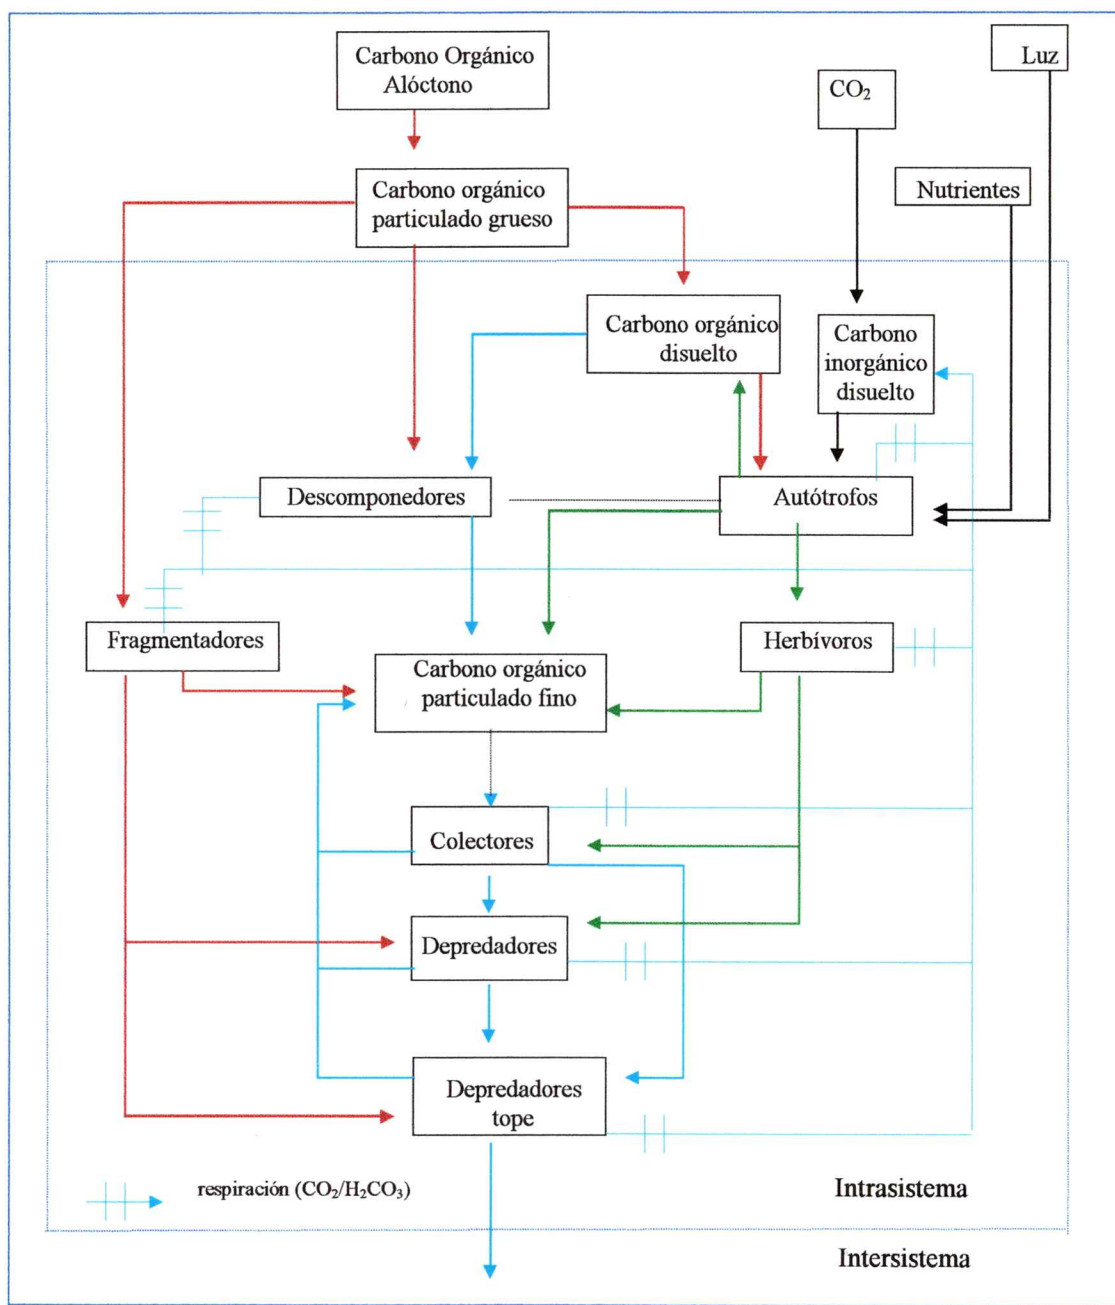 Carbono Orgánico
Alóctono
Luz
CO₂
Carbono orgánico
particulado grueso
Nutrientes
Carbono orgánico
disuelto
Carbono
inorgánico
disuelto
Descomponedores
Autótrofos
Fragmentadores
Herbívoros
Carbono orgánico
particulado fino
Colectores
Depredadores
Depredadores
tope
respiración (CO₂/H₂CO₃)
Intrasistema
Intersistema